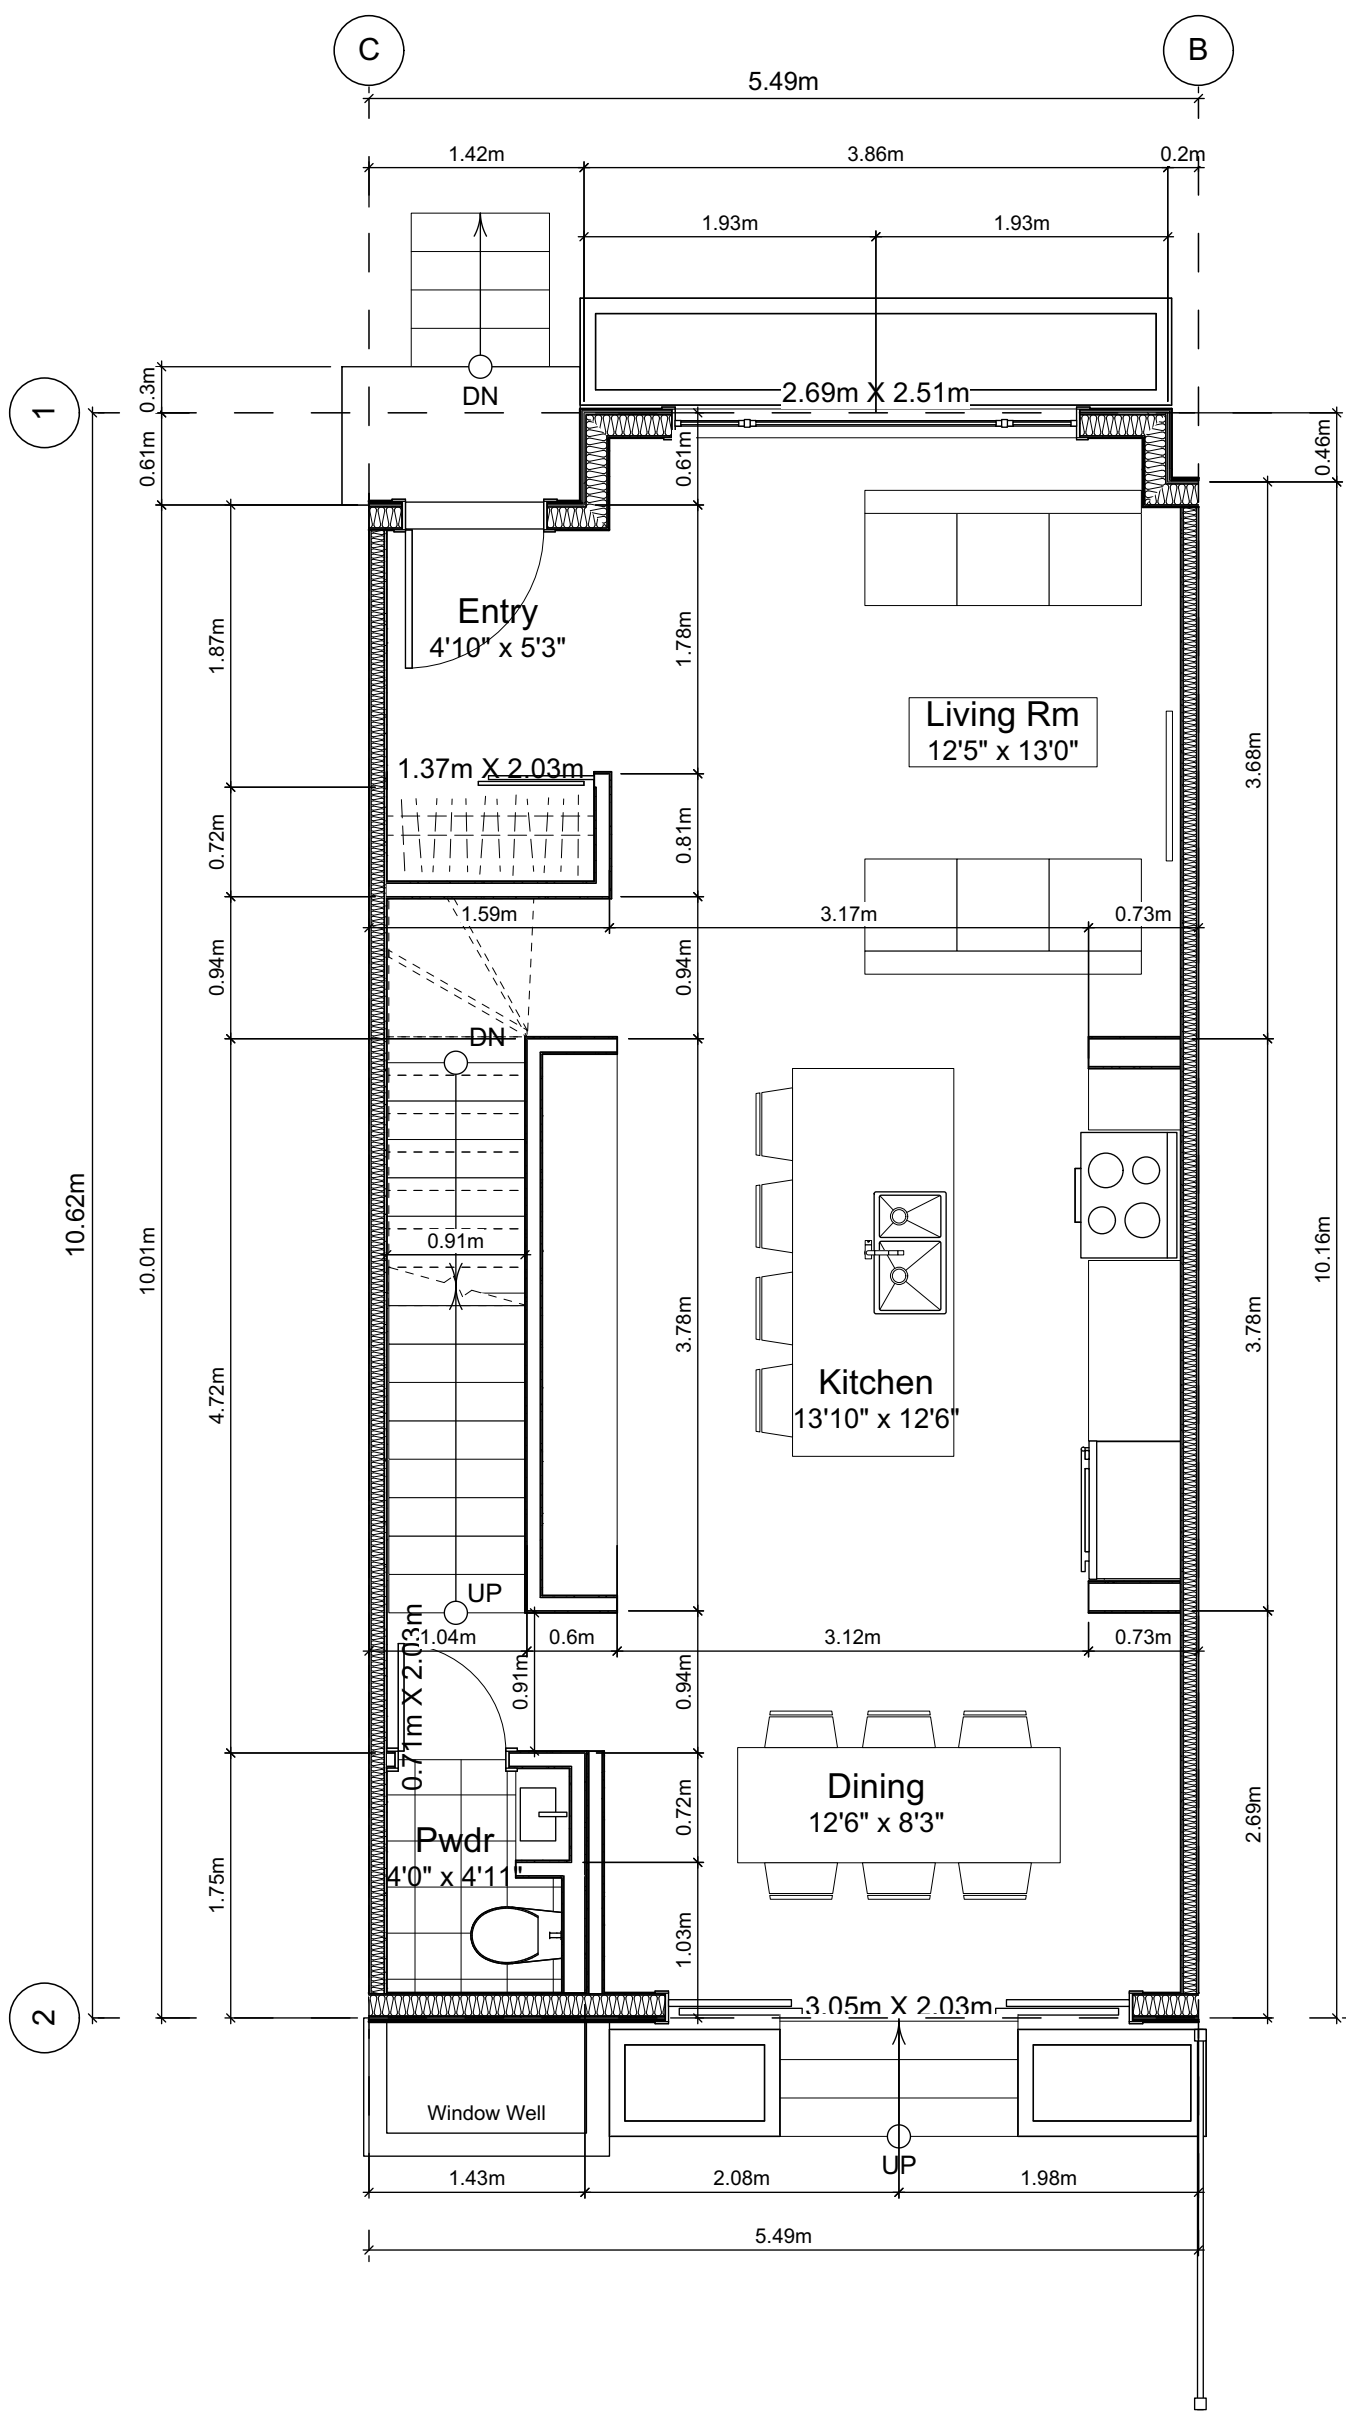 C
B
5.49m
1.42m
3.86m
0.2m
1.93m
1.93m
DN
2.69m X 2.51m
1
0.3m
0.61m
0.61m
0.46m
Entry
4'10" x 5'3"
1.87m
1.78m
Living Rm
12'5" x 13'0"
3.68m
1.37m X 2.03m
0.72m
0.81m
1.59m
3.17m
0.73m
0.94m
0.94m
DN
10.62m
10.01m
0.91m
10.16m
3.78m
3.78m
Kitchen
13'10" x 12'6"
4.72m
UP
1.04m
0.6m
3.12m
0.73m
0.71m X 2.03m
0.91m
0.94m
Dining
12'6" x 8'3"
0.72m
2.69m
Pwdr
4'0" x 4'11"
1.75m
1.03m
2
3.05m X 2.03m
Window Well
UP
1.43m
2.08m
1.98m
5.49m